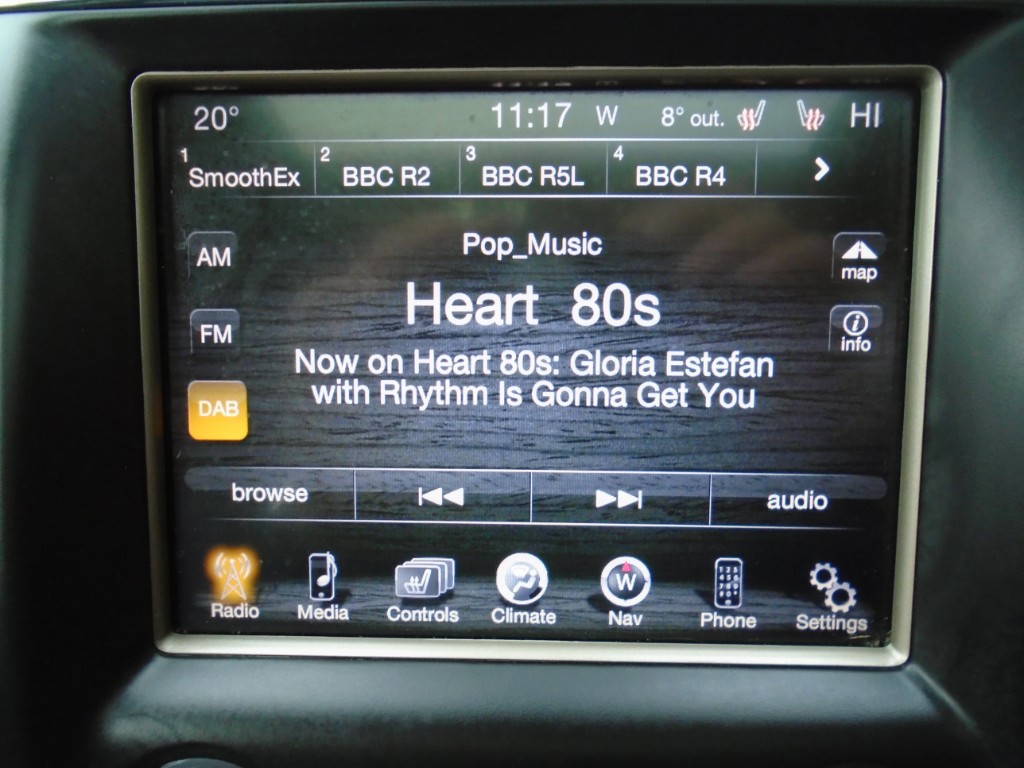 20° 11:17 W 8° out. HI
1 SmoothEx 2 BBC R2 3 BBC R5L 4 BBC R4
Pop_Music
AM
map
Heart 80s
FM
info
Now on Heart 80s: Gloria Estefan
with Rhythm Is Gonna Get You
DAB
browse audio
W
Radio Media Controls Climate Nav Phone Settings